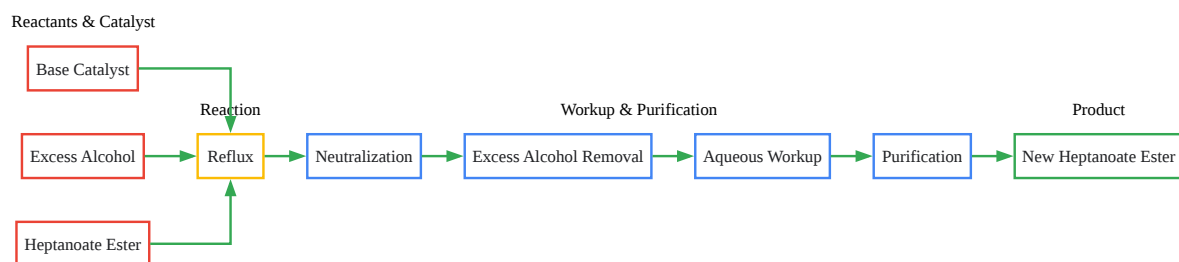 Reactants & Catalyst
Base Catalyst
Reaction
Workup & Purification
Product
Excess Alcohol
Reflux
Neutralization
Excess Alcohol Removal
Aqueous Workup
Purification
New Heptanoate Ester
Heptanoate Ester